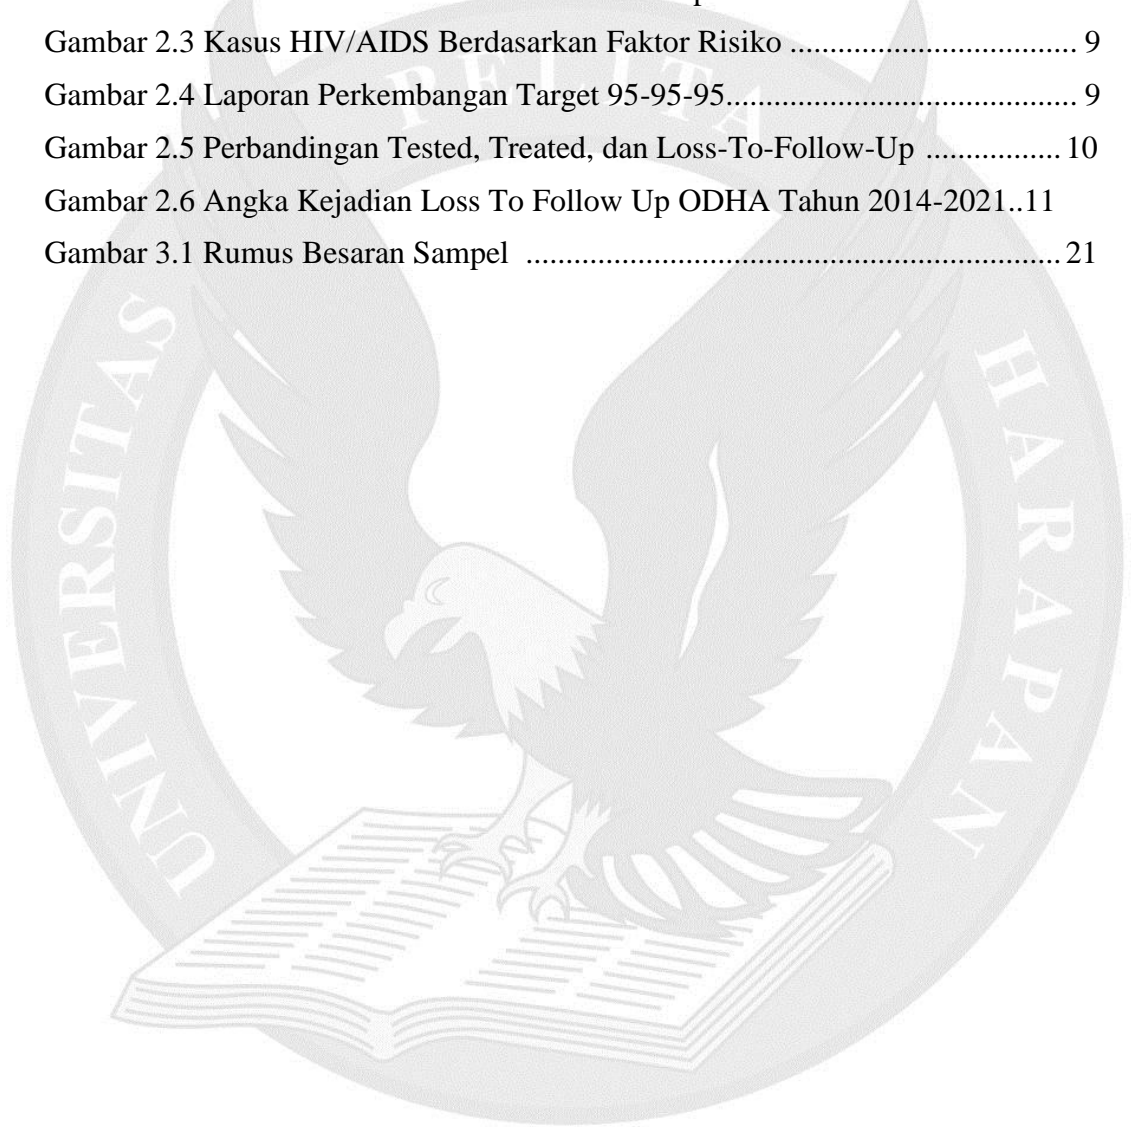 Gambar 2.3 Kasus HIV/AIDS Berdasarkan Faktor Risiko .................................... 9
Gambar 2.4 Laporan Perkembangan Target 95-95-95............................................ 9
Gambar 2.5 Perbandingan Tested, Treated, dan Loss-To-Follow-Up ................. 10
Gambar 2.6 Angka Kejadian Loss To Follow Up ODHA Tahun 2014-2021..11
Gambar 3.1 Rumus Besaran Sampel ................................................................... 21
UNIVERSITAS PELITA HARAPAN